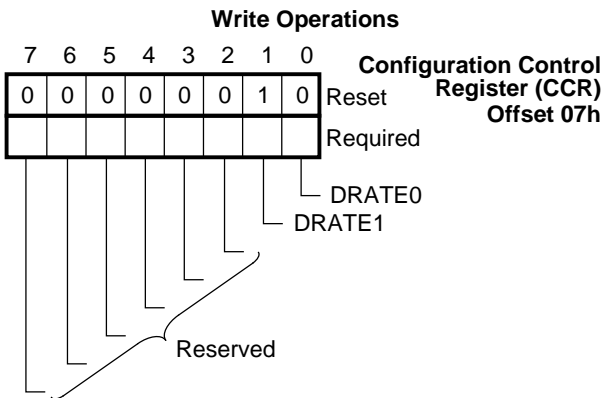 Write Operations
7 6 5 4 3 2 1 0
Configuration Control
0 0 0 0 0 0 1 0 Reset
Register (CCR)
Offset 07h
Required
DRATE0
DRATE1
Reserved